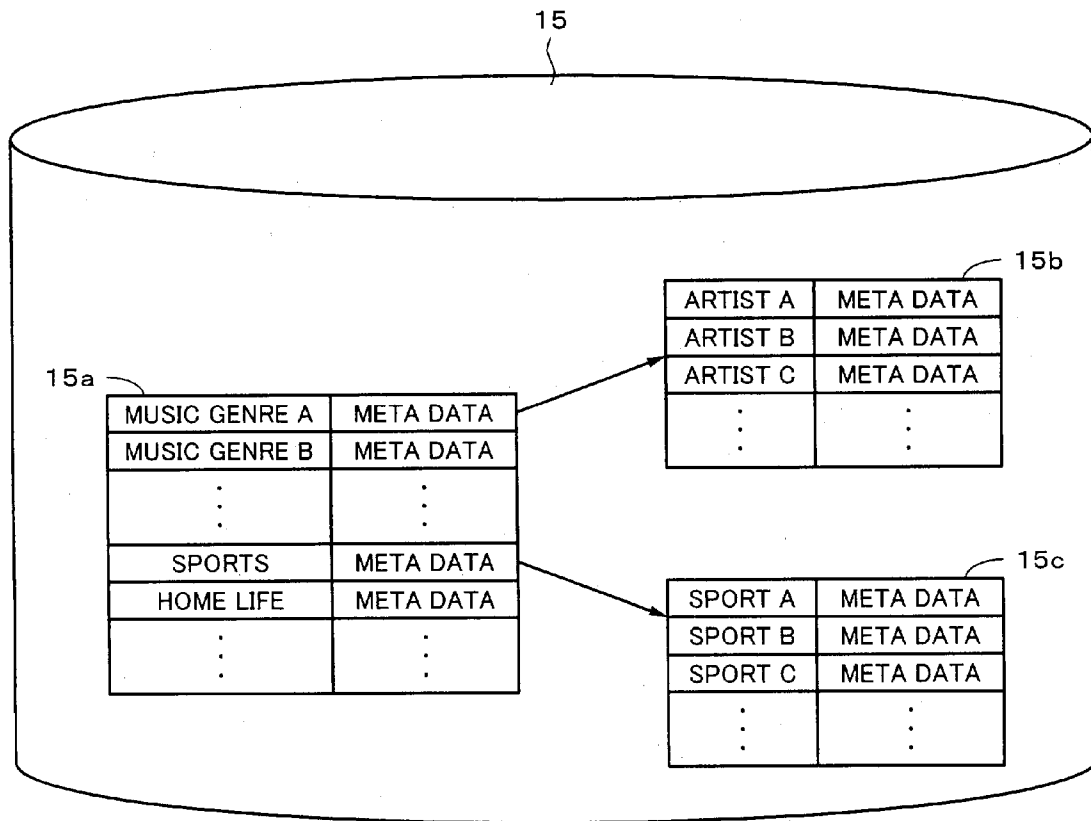 15
15b
ARTIST A META DATA
ARTIST B META DATA
ARTIST C META DATA
15a
MUSIC GENRE A META DATA
MUSIC GENRE B META DATA
SPORTS META DATA
HOME LIFE META DATA
15c
SPORT A META DATA
SPORT B META DATA
SPORT C META DATA